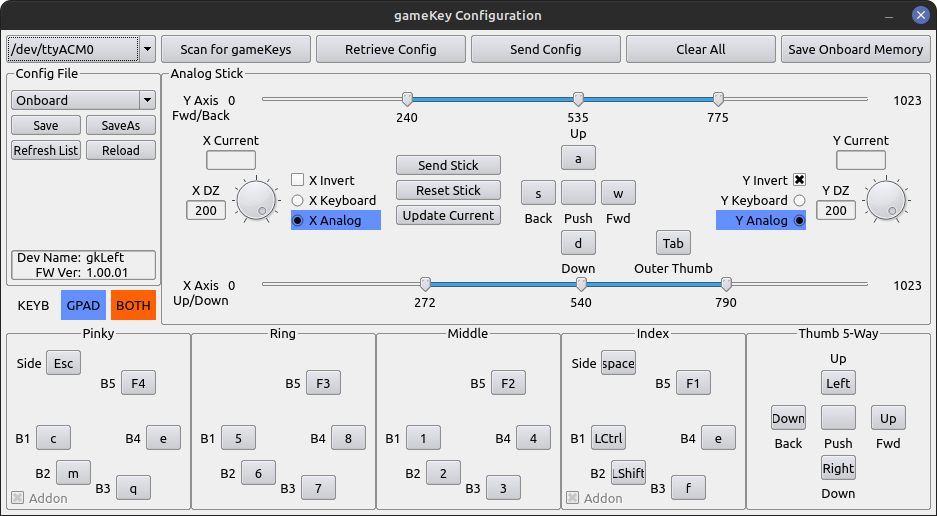 gameKey Configuration
/dev/ttyACM0 Scan for gameKeys Retrieve Config Send Config Clear All Save Onboard Memory
Config File
Onboard
Save SaveAs
Refresh List Reload
Dev Name: gkLeft
FW Ver: 1.00.01
KEYB GPAD BOTH
Analog Stick
Y Axis 0 1023
Fwd/Back 240 535 775
Up
X Current a Y Current
Send Stick
X Invert Y Invert
X DZ Reset Stick s w Y DZ
X Keyboard Y Keyboard
200 Update Current Back Push Fwd 200
X Analog Y Analog
d Tab
Down Outer Thumb
X Axis 0 1023
Up/Down 272 540 790
Pinky
Side Esc
B5 F4
B1 c B4 e
B2 m
B3 q
Addon
Ring
B5 F3
B1 5 B4 8
B2 6
B3 7
Middle
B5 F2
B1 1 B4 4
B2 2
B3 3
Index
Side space
B5 F1
B1 LCtrl B4 e
B2 LShift
B3 f
Addon
Thumb 5-Way
Up
Left
Down Up
Back Push Fwd
Right
Down